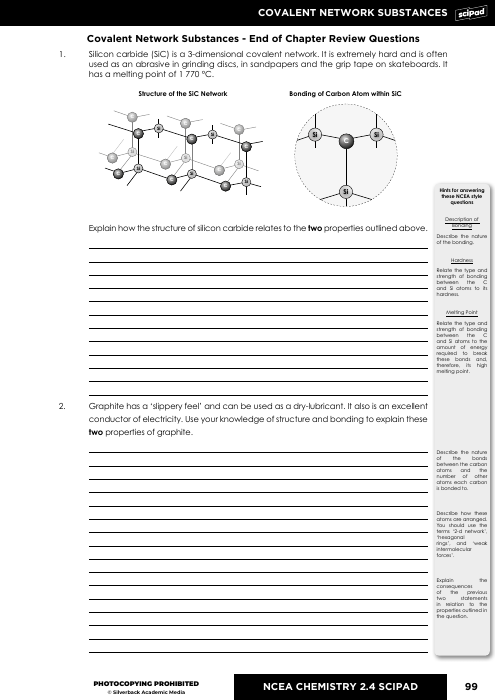 COVALENT NETWORK SUBSTANCES
scipad
Covalent Network Substances - End of Chapter Review Questions
1.
Silicon carbide (SiC) is a 3-dimensional covalent network. It is extremely hard and is often
used as an abrasive in grinding discs, in sandpapers and the grip tape on skateboards. It
has a melting point of 1 770 °C.
Structure of the SiC Network
Bonding of Carbon Atom within SiC
Si
Si
C
Si
Explain how the structure of silicon carbide relates to the two properties outlined above.
Hints for answering
these NCEA style
questions
Description of
Bonding
Describe the nature
of the bonding.
Hardness
Relate the type and
strength of bonding
between the C
and Si atoms to its
hardness.
Melting Point
Relate the type and
strength of bonding
between the C
and Si atoms to the
amount of energy
required to break
these bonds and,
therefore, its high
melting point.
2.
Graphite has a 'slippery feel' and can be used as a dry-lubricant. It also is an excellent
conductor of electricity. Use your knowledge of structure and bonding to explain these
two properties of graphite.
Describe the nature
of the bonds
between the carbon
atoms and the
number of other
atoms each carbon
is bonded to.
Describe how these
atoms are arranged.
You should use the
terms '2-d network',
'hexagonal
rings', and 'weak
intermolecular
forces'.
Explain the
consequences
of the previous
two statements
in relation to the
properties outlined in
the question.
PHOTOCOPYING PROHIBITED
© Silverback Academic Media
NCEA CHEMISTRY 2.4 SCIPAD
99